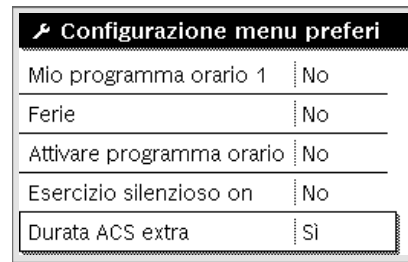 Configurazione menu preferi
Mio programma orario 1 No
Ferie No
Attivare programma orario No
Esercizio silenzioso on No
Durata ACS extra Sì